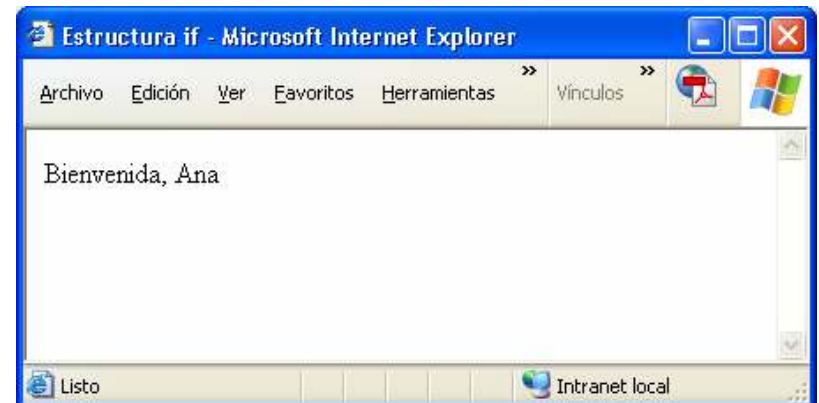 Estructura if - Microsoft Internet Explorer
Archivo Edición Ver Favoritos Herramientas » Vínculos »
Bienvenida, Ana
Listo Intranet local